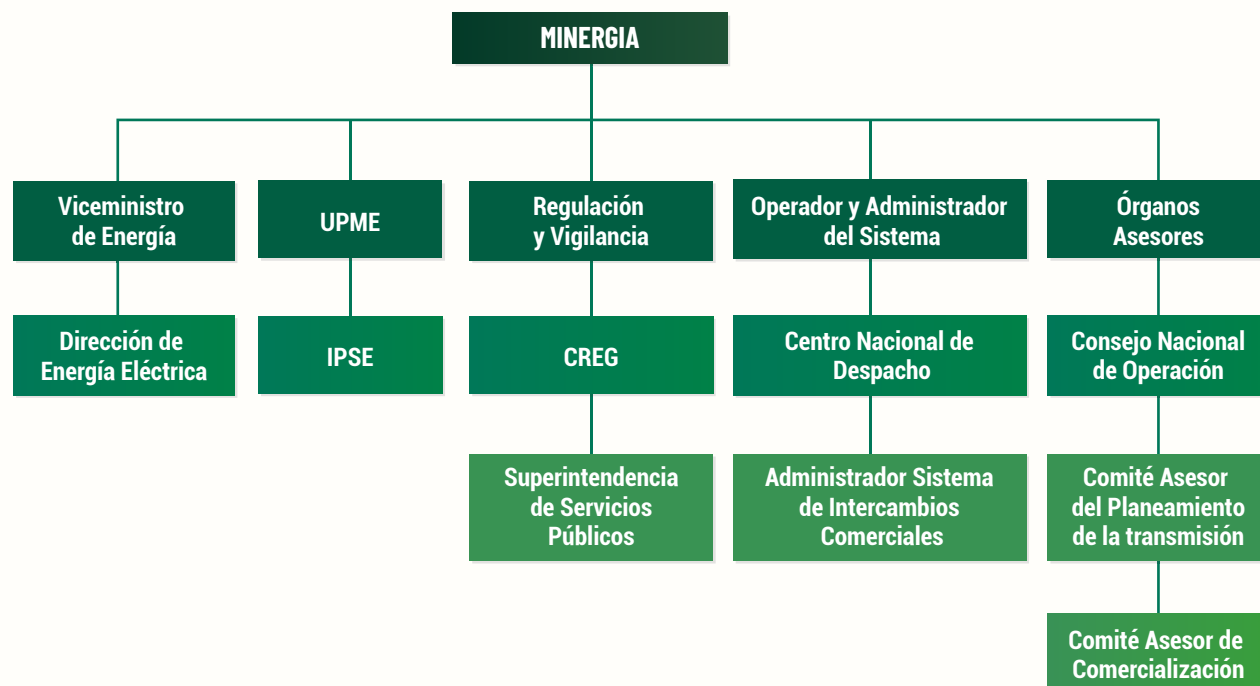 MINERGIA
Viceministro
de Energía
UPME
Regulación
y Vigilancia
Operador y Administrador
del Sistema
Órganos
Asesores
Dirección de
Energía Eléctrica
IPSE
CREG
Centro Nacional de
Despacho
Consejo Nacional
de Operación
Superintendencia
de Servicios
Públicos
Administrador Sistema
de Intercambios
Comerciales
Comité Asesor
del Planeamiento
de la transmisión
Comité Asesor de
Comercialización